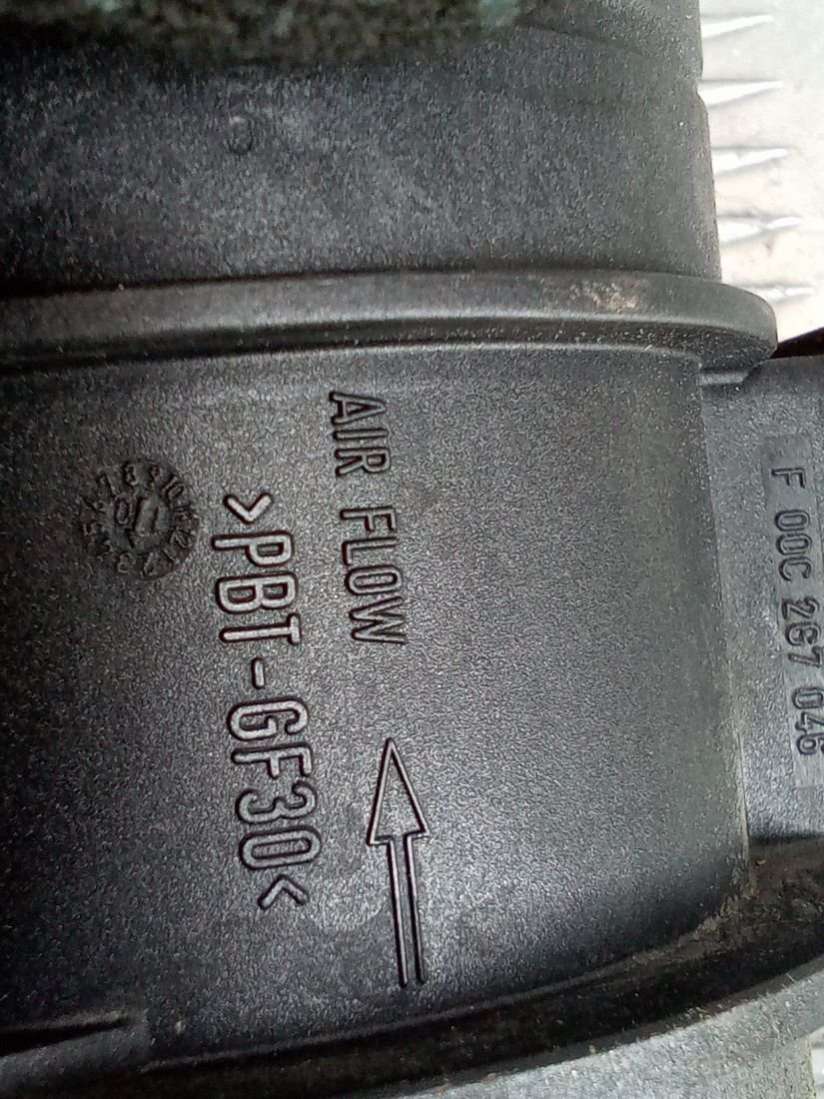 AIR FLOW
>PBT-GF30<
F 00C 2G7 046